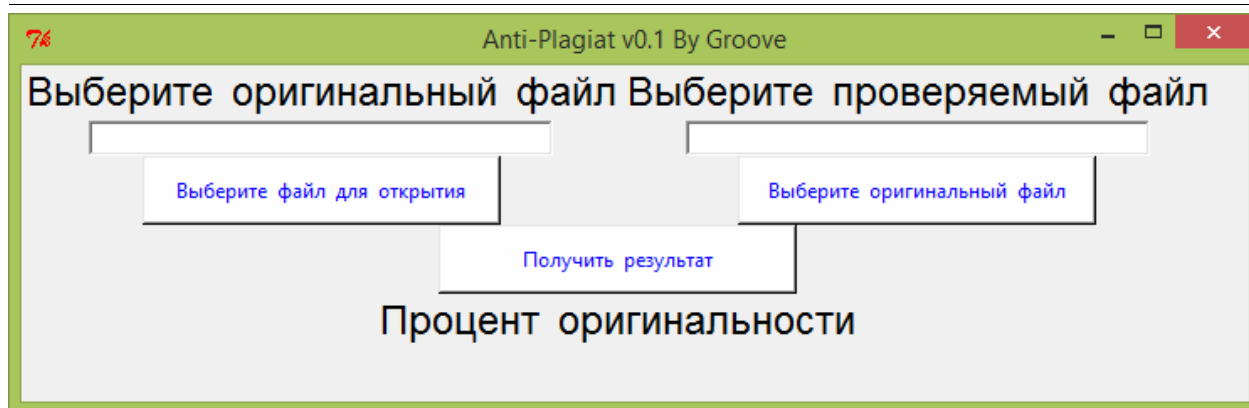 Anti-Plagiat v0.1 By Groove
Выберите оригинальный файл Выберите проверяемый файл
Выберите файл для открытия Выберите оригинальный файл
Получить результат
Процент оригинальности